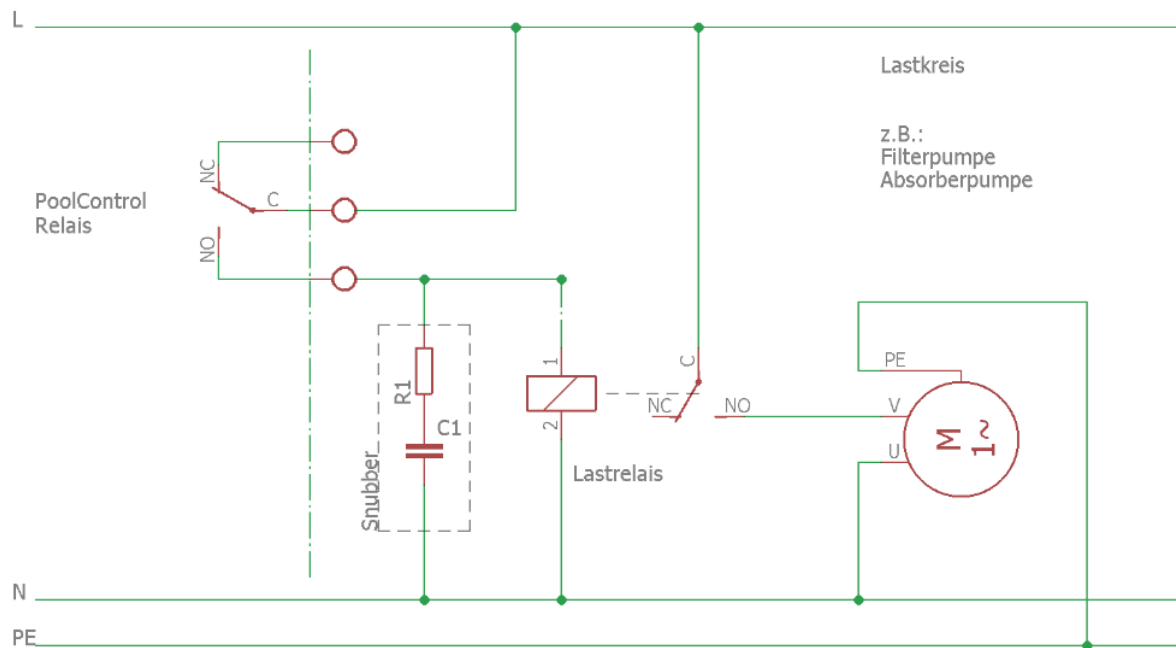 L
Lastkreis
z.B.:
Filterpumpe
Absorberpumpe
PoolControl
Relais
NC
C
NO
R1
C1
Snubber
1
2
Lastrelais
C
NC
NO
PE
V
U
M
1~
N
PE